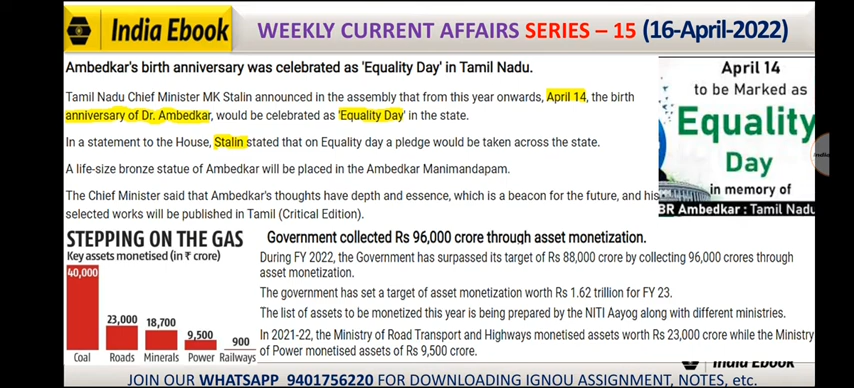 India Ebook
WEEKLY CURRENT AFFAIRS SERIES – 15 (16-April-2022)
Ambedkar's birth anniversary was celebrated as 'Equality Day' in Tamil Nadu.
Tamil Nadu Chief Minister MK Stalin announced in the assembly that from this year onwards, April 14, the birth
anniversary of Dr. Ambedkar, would be celebrated as 'Equality Day' in the state.
In a statement to the House, Stalin stated that on Equality day a pledge would be taken across the state.
A life-size bronze statue of Ambedkar will be placed in the Ambedkar Manimandapam.
The Chief Minister said that Ambedkar's thoughts have depth and essence, which is a beacon for the future, and his
selected works will be published in Tamil (Critical Edition).
April 14
to be Marked as
Equality
Day
in memory of
BR Ambedkar : Tamil Nadu
India Ebook
STEPPING ON THE GAS
Key assets monetised (in ₹ crore)
40,000
23,000
18,700
9,500
900
Coal Roads Minerals Power Railways
Government collected Rs 96,000 crore through asset monetization.
During FY 2022, the Government has surpassed its target of Rs 88,000 crore by collecting 96,000 crores through
asset monetization.
The government has set a target of asset monetization worth Rs 1.62 trillion for FY 23.
The list of assets to be monetized this year is being prepared by the NITI Aayog along with different ministries.
In 2021-22, the Ministry of Road Transport and Highways monetised assets worth Rs 23,000 crore while the Ministry
of Power monetised assets of Rs 9,500 crore.
India Ebook
JOIN OUR WHATSAPP 9401756220 FOR DOWNLOADING IGNOU ASSIGNMENT, NOTES, etc.